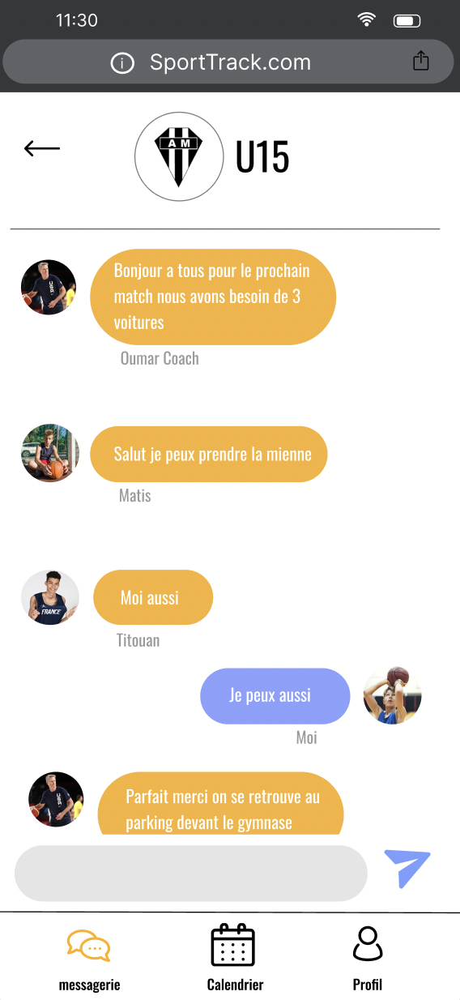 11:30
SportTrack.com
A M
U15
Bonjour a tous pour le prochain
match nous avons besoin de 3
voitures
Oumar Coach
Salut je peux prendre la mienne
Matis
FRANCE
Moi aussi
Titouan
Je peux aussi
Moi
Parfait merci on se retrouve au
parking devant le gymnase
messagerie
Calendrier
Profil